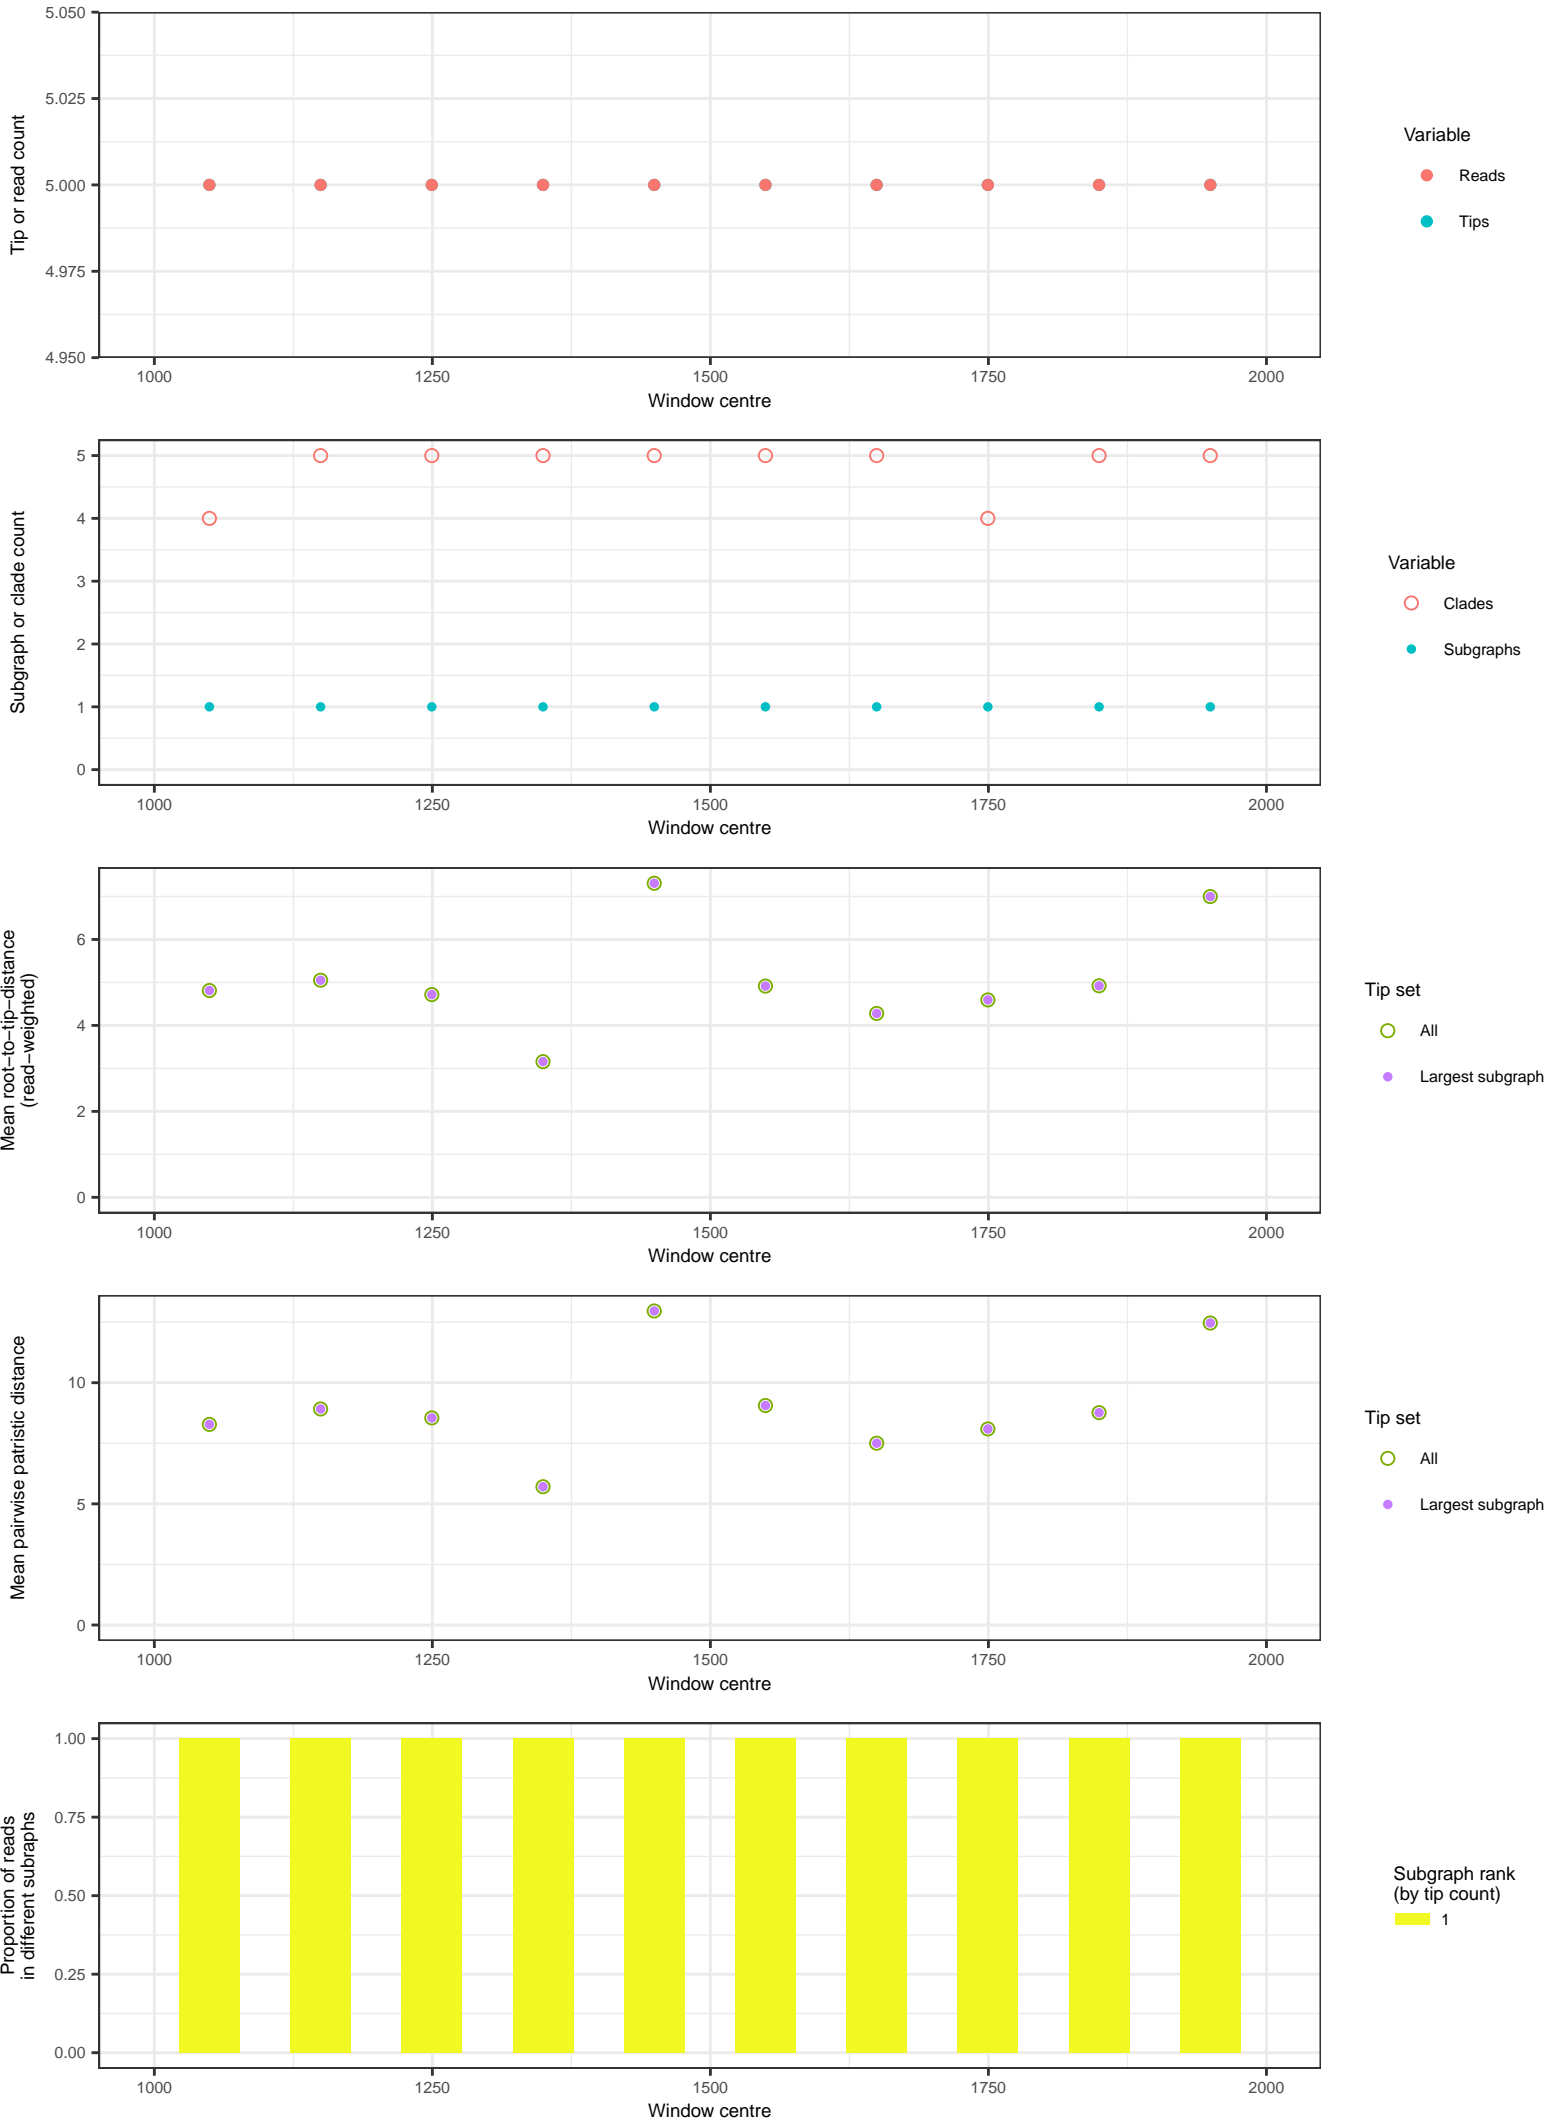 5.050
5.025
5.000
4.975
4.950
Tip or read count
1000 1250 1500 1750 2000
Window centre
Variable
Reads
Tips
5
4
3
2
1
0
Subgraph or clade count
1000 1250 1500 1750 2000
Window centre
Variable
Clades
Subgraphs
6
4
2
0
Mean root−to−tip−distance
(read−weighted)
1000 1250 1500 1750 2000
Window centre
Tip set
All
Largest subgraph
10
5
0
Mean pairwise patristic distance
1000 1250 1500 1750 2000
Window centre
Tip set
All
Largest subgraph
1.00
0.75
0.50
0.25
0.00
Proportion of reads
in different subraphs
1000 1250 1500 1750 2000
Window centre
Subgraph rank
(by tip count)
1